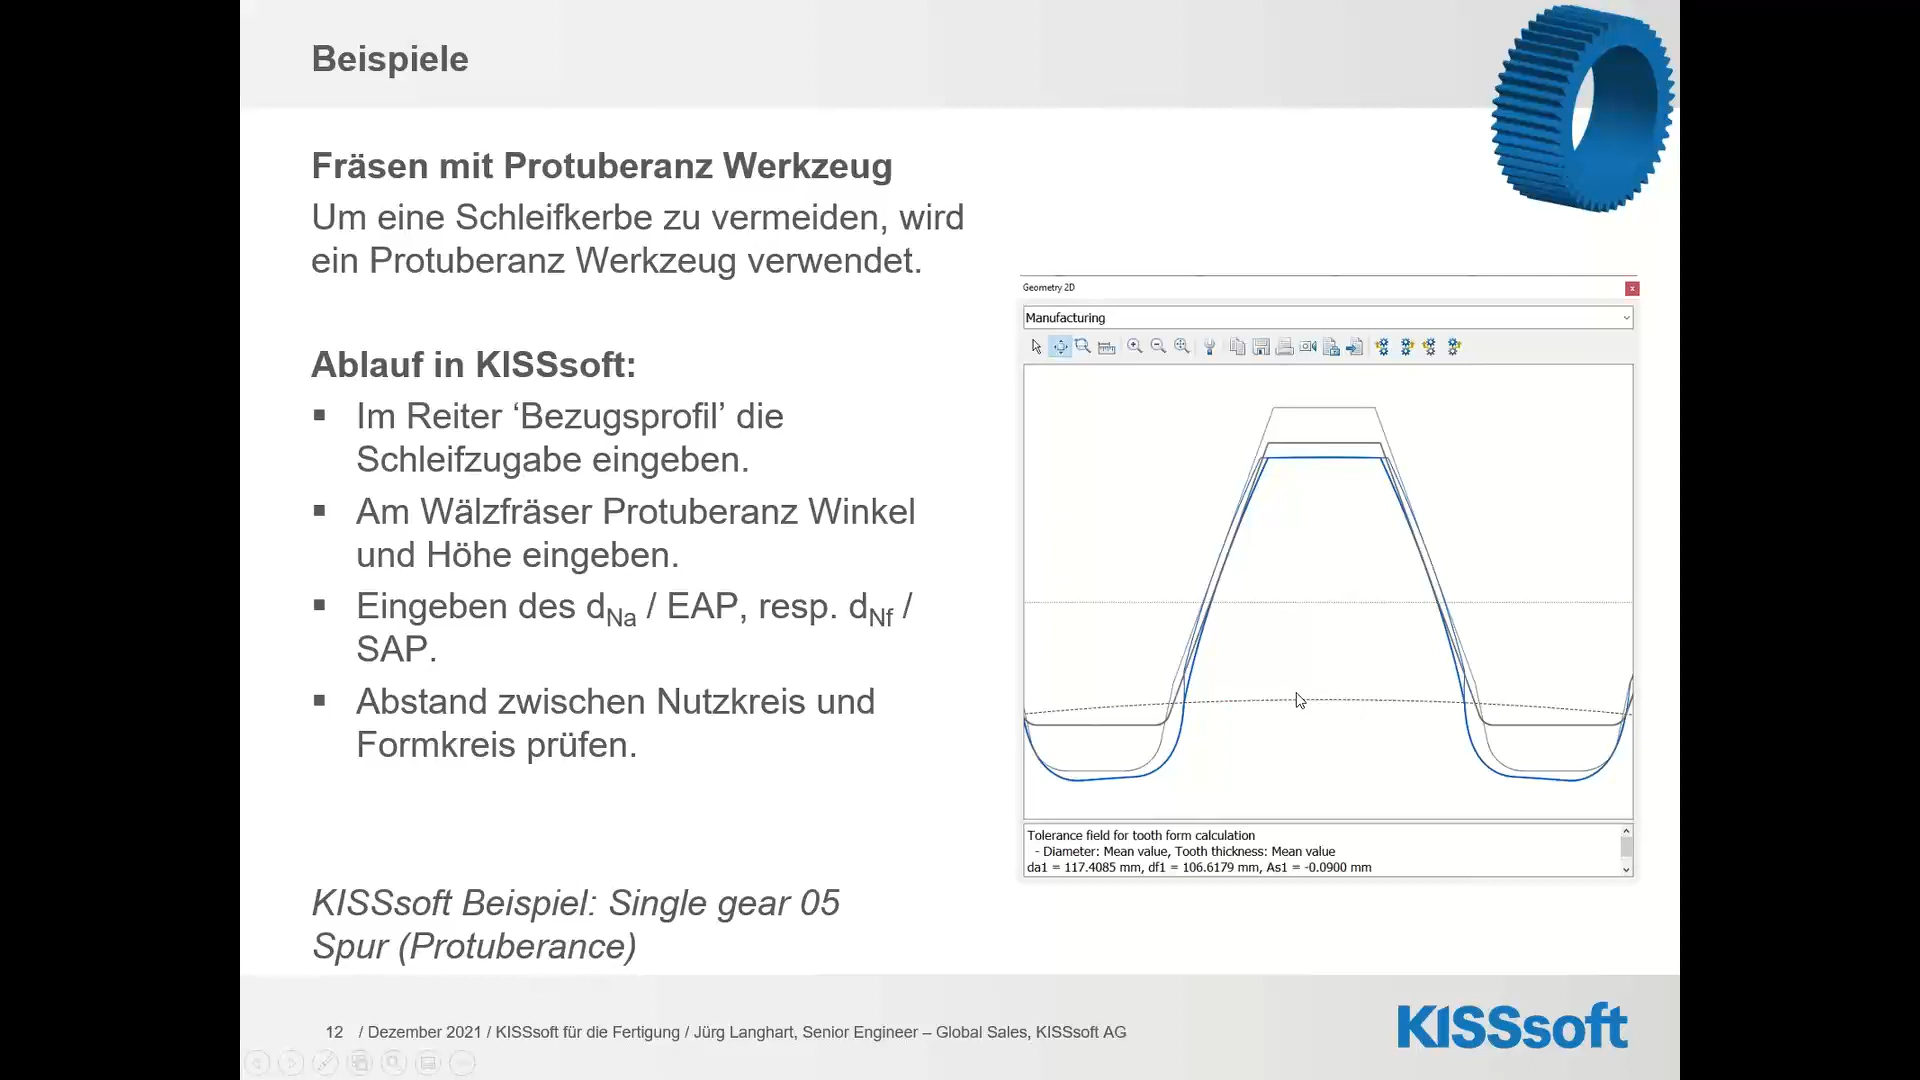 Beispiele
Fräsen mit Protuberanz Werkzeug
Um eine Schleifkerbe zu vermeiden, wird
ein Protuberanz Werkzeug verwendet.
Ablauf in KISSsoft:
▪ Im Reiter ‘Bezugsprofil’ die
Schleifzugabe eingeben.
▪ Am Wälzfräser Protuberanz Winkel
und Höhe eingeben.
▪ Eingeben des dNa / EAP, resp. dNf /
SAP.
▪ Abstand zwischen Nutzkreis und
Formkreis prüfen.
KISSsoft Beispiel: Single gear 05
Spur (Protuberance)
Geometry 2D
Manufacturing
Tolerance field for tooth form calculation
- Diameter: Mean value, Tooth thickness: Mean value
da1 = 117.4085 mm, df1 = 106.6179 mm, As1 = -0.0900 mm
12 / Dezember 2021 / KISSsoft für die Fertigung / Jürg Langhart, Senior Engineer – Global Sales, KISSsoft AG
KISSsoft